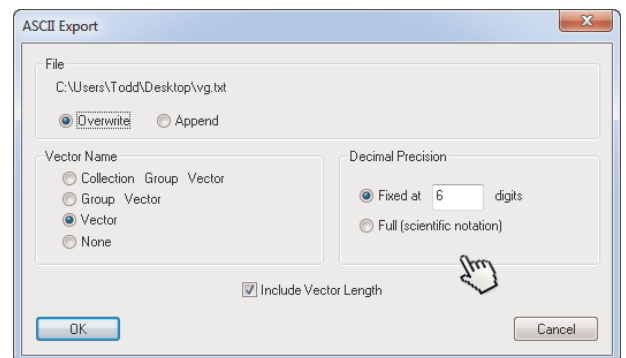 ASCII Export
x
File
C:\Users\Todd\Desktop\vg.txt
Overwrite Append
Vector Name
Collection Group Vector
Group Vector
Vector
None
Decimal Precision
Fixed at 6 digits
Full (scientific notation)
Include Vector Length
OK Cancel